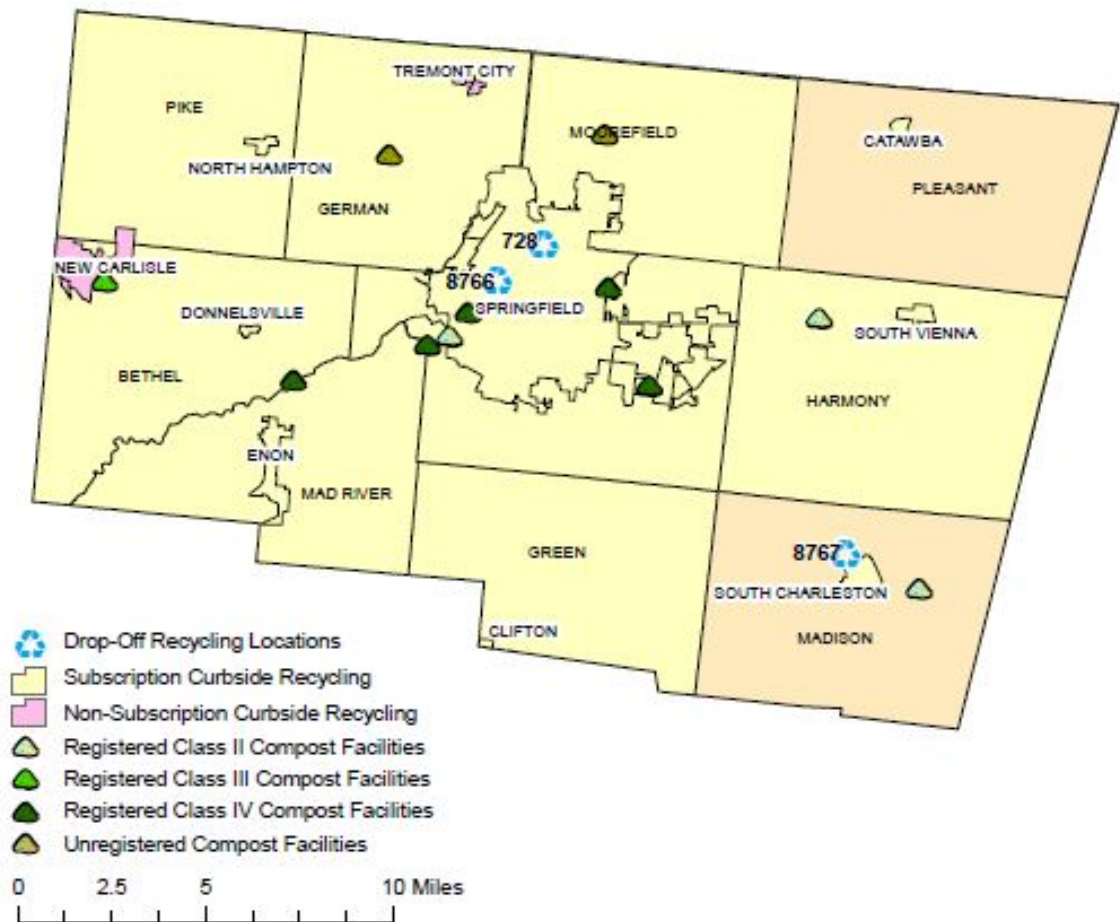 TREMONT CITY
PIKE
MOOREFIELD
CATAWBA
NORTH HAMPTON
PLEASANT
GERMAN
728
NEW CARLISLE
8766
DONNELSVILLE
SPRINGFIELD
SOUTH VIENNA
BETHEL
HARMONY
ENON
MAD RIVER
GREEN
8767
SOUTH CHARLESTON
CLIFTON
MADISON
Drop-Off Recycling Locations
Subscription Curbside Recycling
Non-Subscription Curbside Recycling
Registered Class II Compost Facilities
Registered Class III Compost Facilities
Registered Class IV Compost Facilities
Unregistered Compost Facilities
0 2.5 5 10 Miles